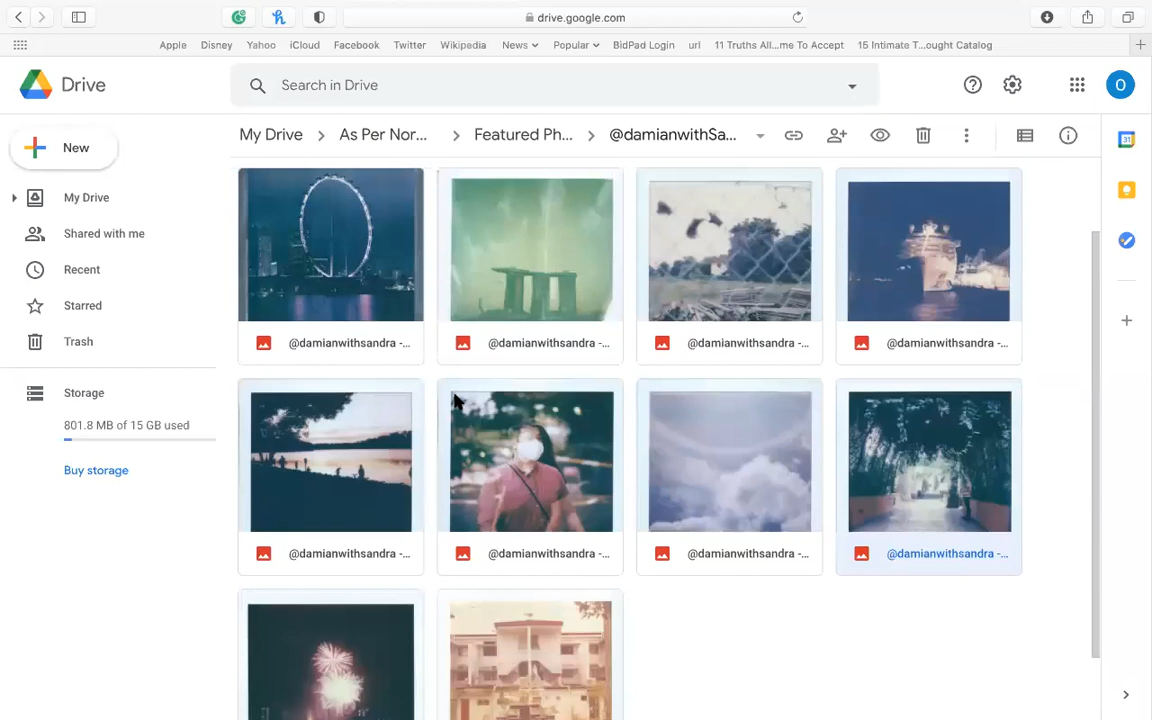 drive.google.com
Apple Disney Yahoo iCloud Facebook Twitter Wikipedia News Popular BidPad Login url 11 Truths All...me To Accept 15 Intimate T...ought Catalog
Drive
Search in Drive
O
New
My Drive > As Per Nor... > Featured Ph... > @damianwithSa...
31
My Drive
Shared with me
Recent
Starred
Trash
Storage
801.8 MB of 15 GB used
Buy storage
@damianwithsandra -... @damianwithsandra -... @damianwithsandra -... @damianwithsandra -...
@damianwithsandra -... @damianwithsandra -... @damianwithsandra -... @damianwithsandra -...